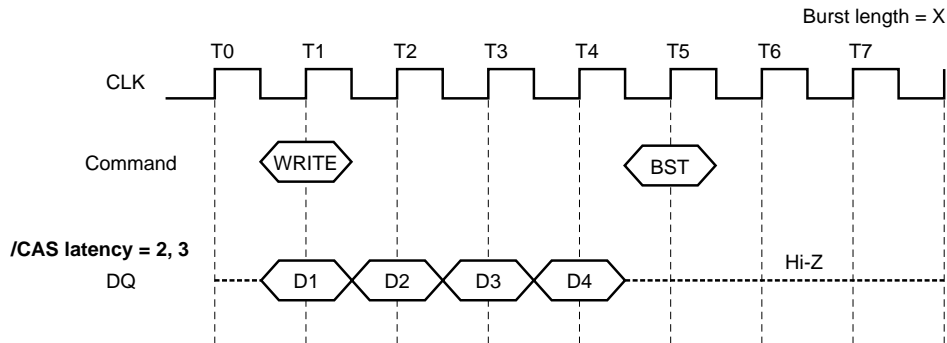 Burst length = X
T0 T1 T2 T3 T4 T5 T6 T7
CLK
Command WRITE BST
/CAS latency = 2, 3
Hi-Z
DQ D1 D2 D3 D4